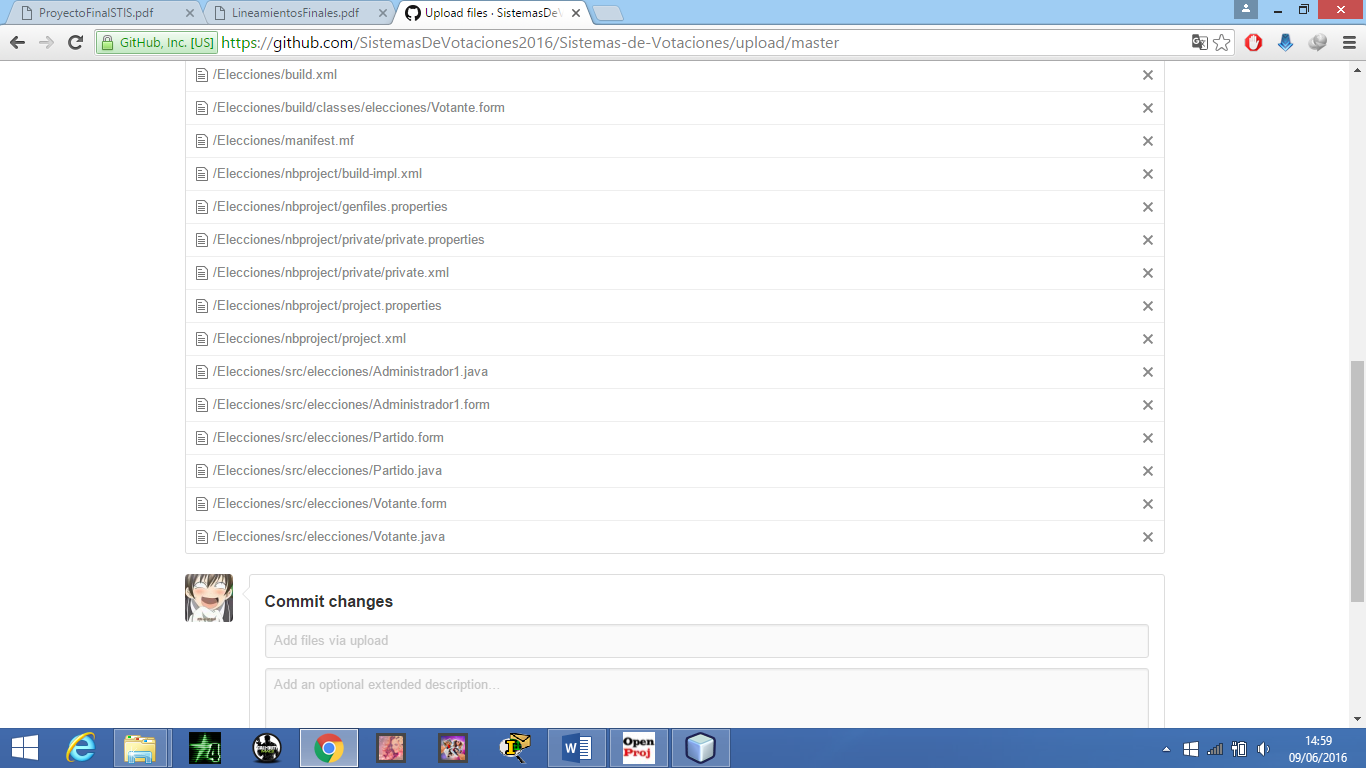 ProyectoFinalSTIS.pdf
LineamientosFinales.pdf
Upload files · SistemasDeV
GitHub, Inc. [US]
https://github.com/SistemasDeVotaciones2016/Sistemas-de-Votaciones/upload/master
/Elecciones/build.xml
/Elecciones/build/classes/elecciones/Votante.form
/Elecciones/manifest.mf
/Elecciones/nbproject/build-impl.xml
/Elecciones/nbproject/genfiles.properties
/Elecciones/nbproject/private/private.properties
/Elecciones/nbproject/private/private.xml
/Elecciones/nbproject/project.properties
/Elecciones/nbproject/project.xml
/Elecciones/src/elecciones/Administrador1.java
/Elecciones/src/elecciones/Administrador1.form
/Elecciones/src/elecciones/Partido.form
/Elecciones/src/elecciones/Partido.java
/Elecciones/src/elecciones/Votante.form
/Elecciones/src/elecciones/Votante.java
Commit changes
Add files via upload
Add an optional extended description...
Open
Proj
14:59
09/06/2016